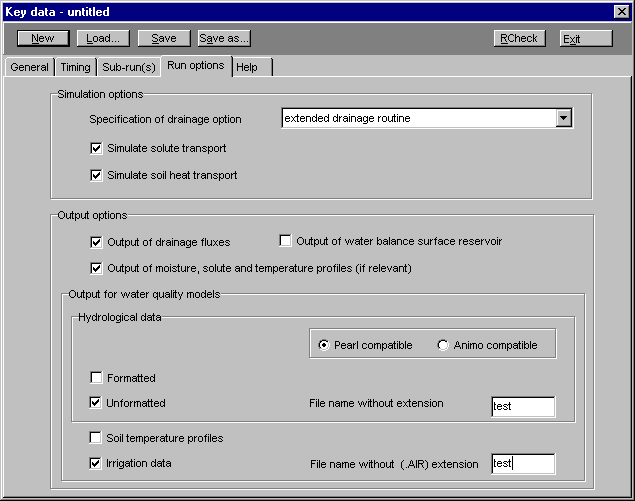 Key data - untitled
New Load... Save Save as... RCheck Exit
General Timing Sub-run(s) Run options Help
Simulation options
Specification of drainage option extended drainage routine
Simulate solute transport
Simulate soil heat transport
Output options
Output of drainage fluxes Output of water balance surface reservoir
Output of moisture, solute and temperature profiles (if relevant)
Output for water quality models
Hydrological data
Pearl compatible Animo compatible
Formatted
Unformatted File name without extension test
Soil temperature profiles
Irrigation data File name without (.AIR) extension test